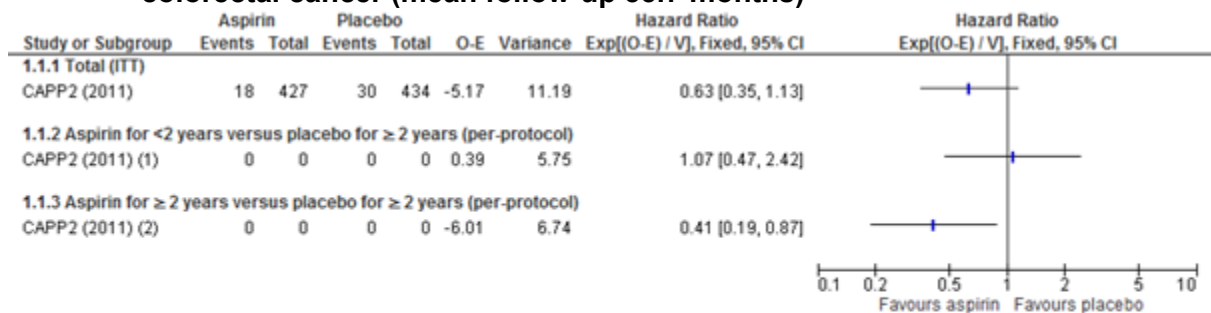 colorectal cancer (mean follow-up months)
Aspirin Placebo Hazard Ratio Hazard Ratio
Study or Subgroup Events Total Events Total O-E Variance Exp[(O-E) / V], Fixed, 95% CI Exp[(O-E) / V], Fixed, 95% CI
1.1.1 Total (ITT)
CAPP2 (2011) 18 427 30 434 -5.17 11.19 0.63 [0.35, 1.13]
1.1.2 Aspirin for <2 years versus placebo for ≥ 2 years (per-protocol)
CAPP2 (2011) (1) 0 0 0 0 0.39 5.75 1.07 [0.47, 2.42]
1.1.3 Aspirin for ≥ 2 years versus placebo for ≥ 2 years (per-protocol)
CAPP2 (2011) (2) 0 0 0 0 -6.01 6.74 0.41 [0.19, 0.87]
0.1 0.2 0.5 1 2 5 10
Favours aspirin Favours placebo